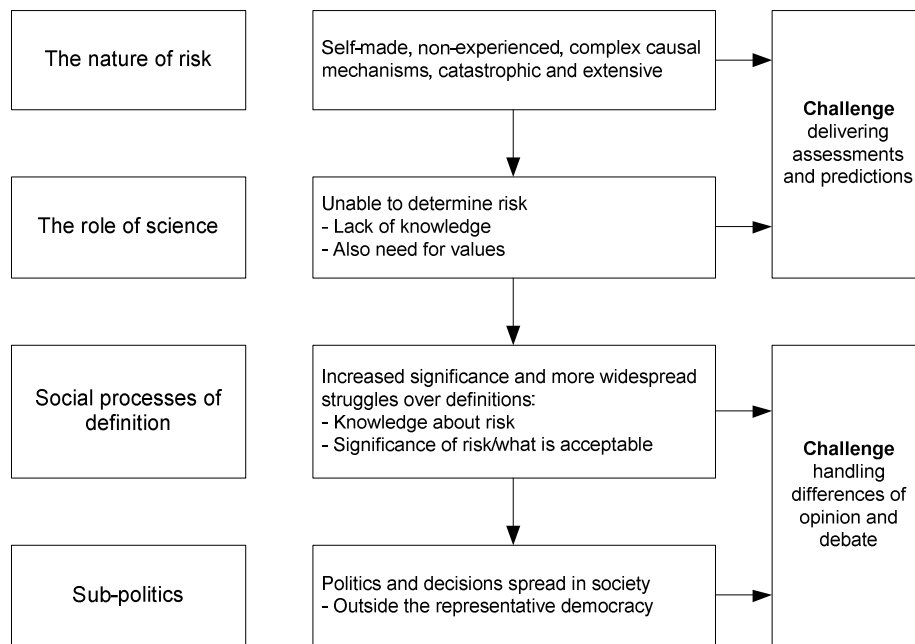 The nature of risk
Self-made, non-experienced, complex causal
mechanisms, catastrophic and extensive
Challenge
delivering
assessments
and predictions
The role of science
Unable to determine risk
- Lack of knowledge
- Also need for values
Social processes of
definition
Increased significance and more widespread
struggles over definitions:
- Knowledge about risk
- Significance of risk/what is acceptable
Challenge
handling
differences of
opinion and
debate
Sub-politics
Politics and decisions spread in society
- Outside the representative democracy